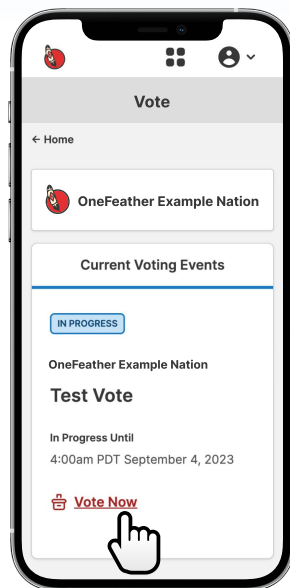 Vote
← Home
OneFeather Example Nation
Current Voting Events
IN PROGRESS
OneFeather Example Nation
Test Vote
In Progress Until
4:00am PDT September 4, 2023
Vote Now